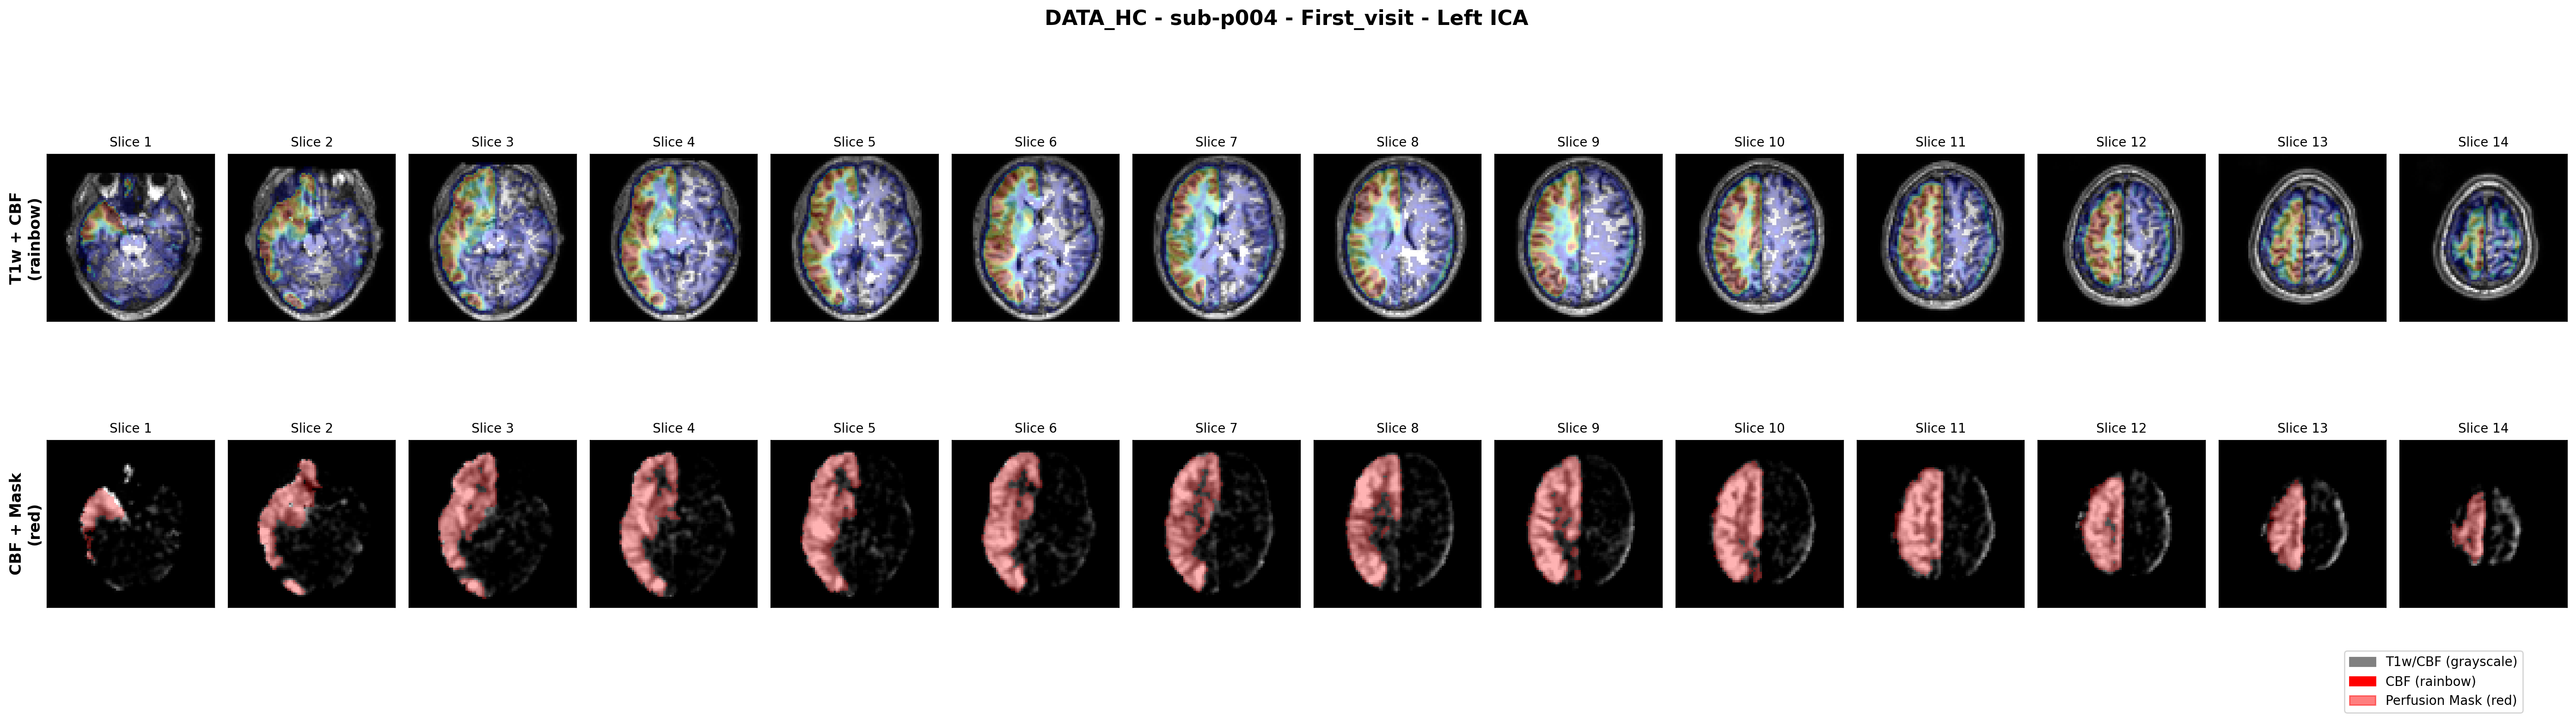 DATA_HC - sub-p004 - First_visit - Left ICA
T1w + CBF
(rainbow)
Slice 1
Slice 2
Slice 3
Slice 4
Slice 5
Slice 6
Slice 7
Slice 8
Slice 9
Slice 10
Slice 11
Slice 12
Slice 13
Slice 14
CBF + Mask
(red)
Slice 1
Slice 2
Slice 3
Slice 4
Slice 5
Slice 6
Slice 7
Slice 8
Slice 9
Slice 10
Slice 11
Slice 12
Slice 13
Slice 14
T1w/CBF (grayscale)
CBF (rainbow)
Perfusion Mask (red)